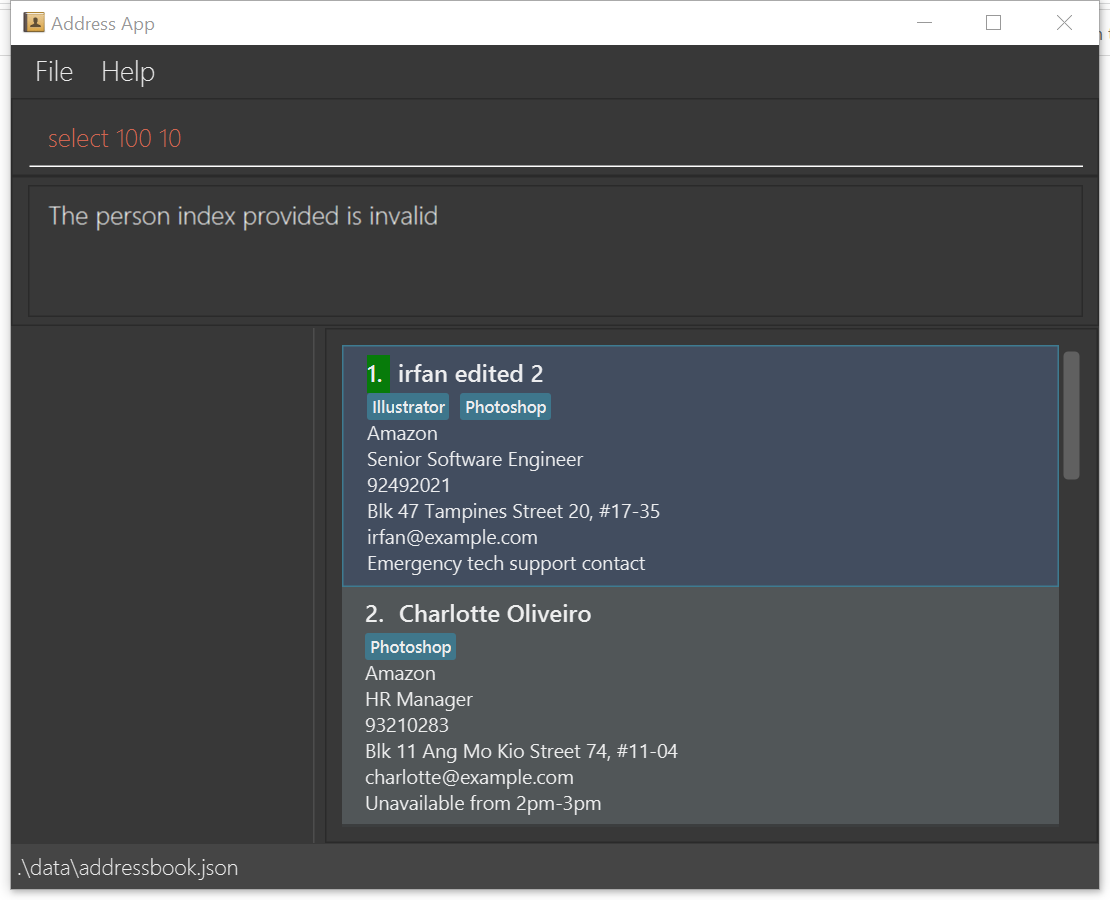 Address App
File Help
select 100 10
The person index provided is invalid
1. irfan edited 2
Illustrator Photoshop
Amazon
Senior Software Engineer
92492021
Blk 47 Tampines Street 20, #17-35
irfan@example.com
Emergency tech support contact
2. Charlotte Oliveiro
Photoshop
Amazon
HR Manager
93210283
Blk 11 Ang Mo Kio Street 74, #11-04
charlotte@example.com
Unavailable from 2pm-3pm
.\data\addressbook.json